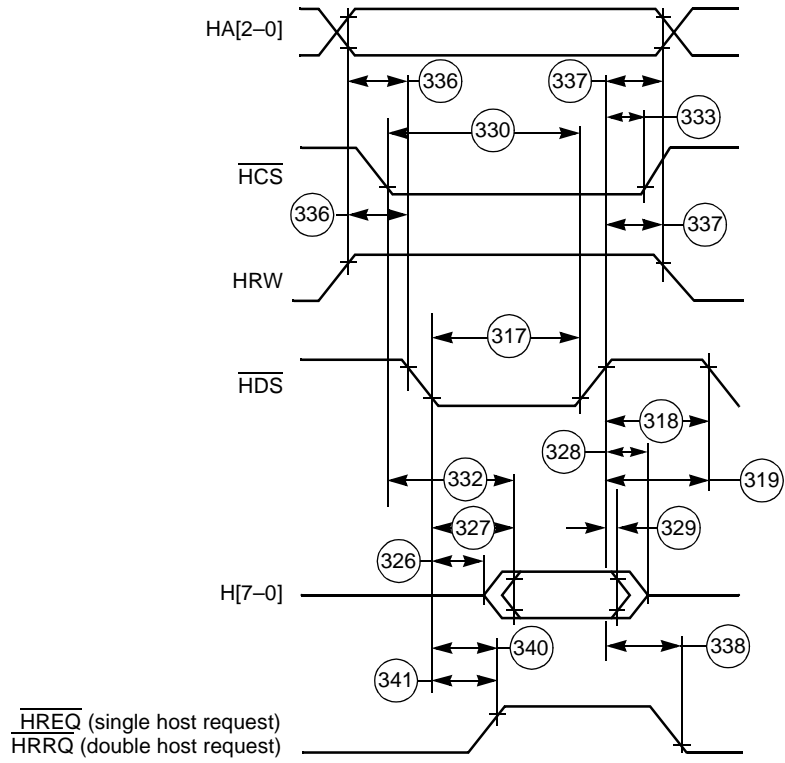 HA[2–0]
336
337
333
330
HCS
336
337
HRW
317
HDS
318
328
332
319
327
329
326
H[7–0]
340
338
341
HREQ (single host request)
HRRQ (double host request)